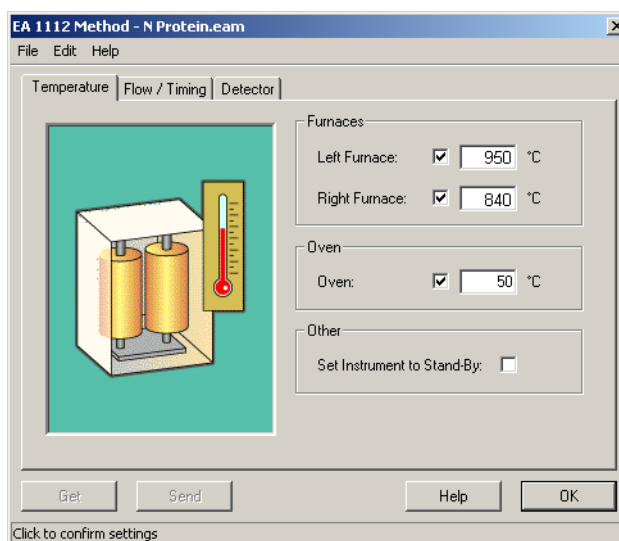 EA 1112 Method - N Protein.eam
File Edit Help
Temperature Flow / Timing Detector
Furnaces
Left Furnace: 950 °C
Right Furnace: 840 °C
Oven
Oven: 50 °C
Other
Set Instrument to Stand-By:
Get Send Help OK
Click to confirm settings